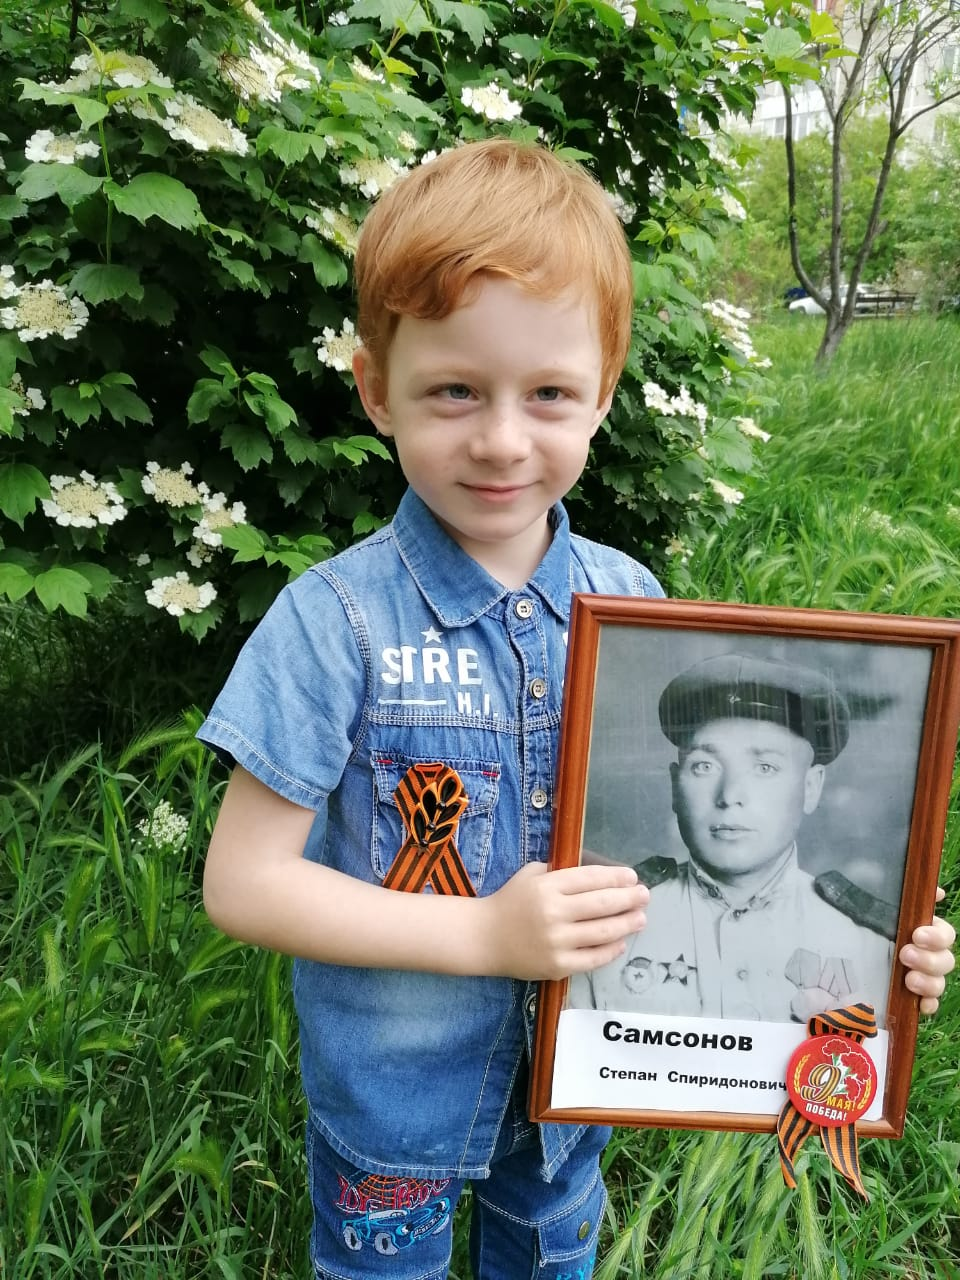 STRE
H.I.
Самсонов
Степан Спиридонович
9
МАЯ!
ПОБЕДА!